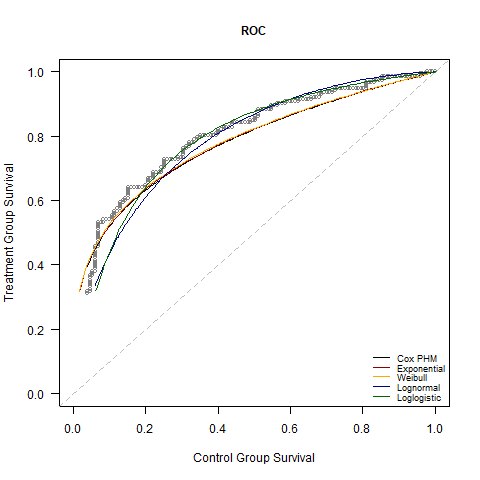 ROC
Treatment Group Survival
1.0
0.8
0.6
0.4
0.2
0.0
Cox PHM
Exponential
Weibull
Lognormal
Loglogistic
0.0 0.2 0.4 0.6 0.8 1.0
Control Group Survival